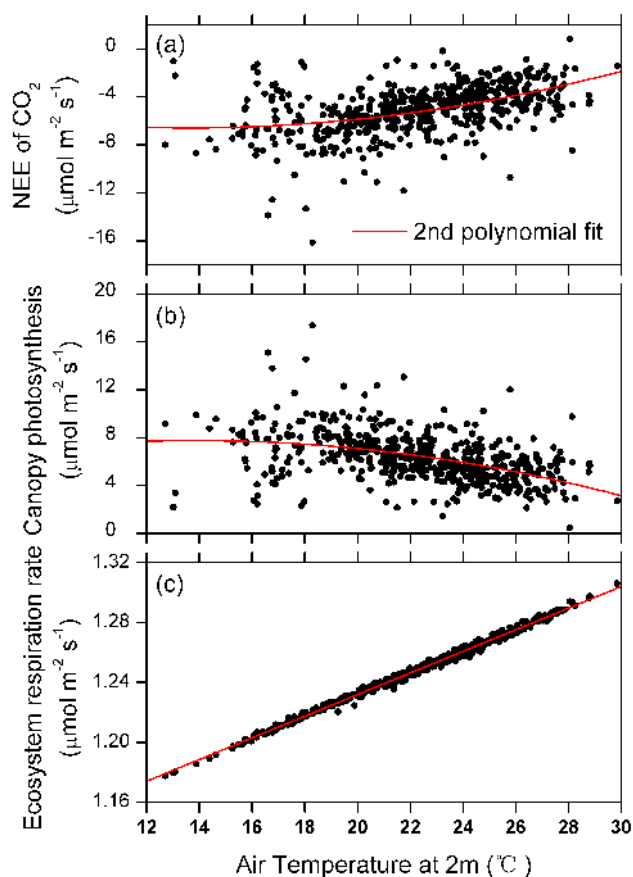 (a)
0
-4
-8
-12
-16
NEE of CO2
(μmol m-2 s-1)
2nd polynomial fit
(b)
20
16
12
8
4
0
Canopy photosynthesis
(μmol m-2 s-1)
(c)
1.32
1.28
1.24
1.20
1.16
Ecosystem respiration rate
(μmol m-2 s-1)
12 14 16 18 20 22 24 26 28 30
Air Temperature at 2m (℃)